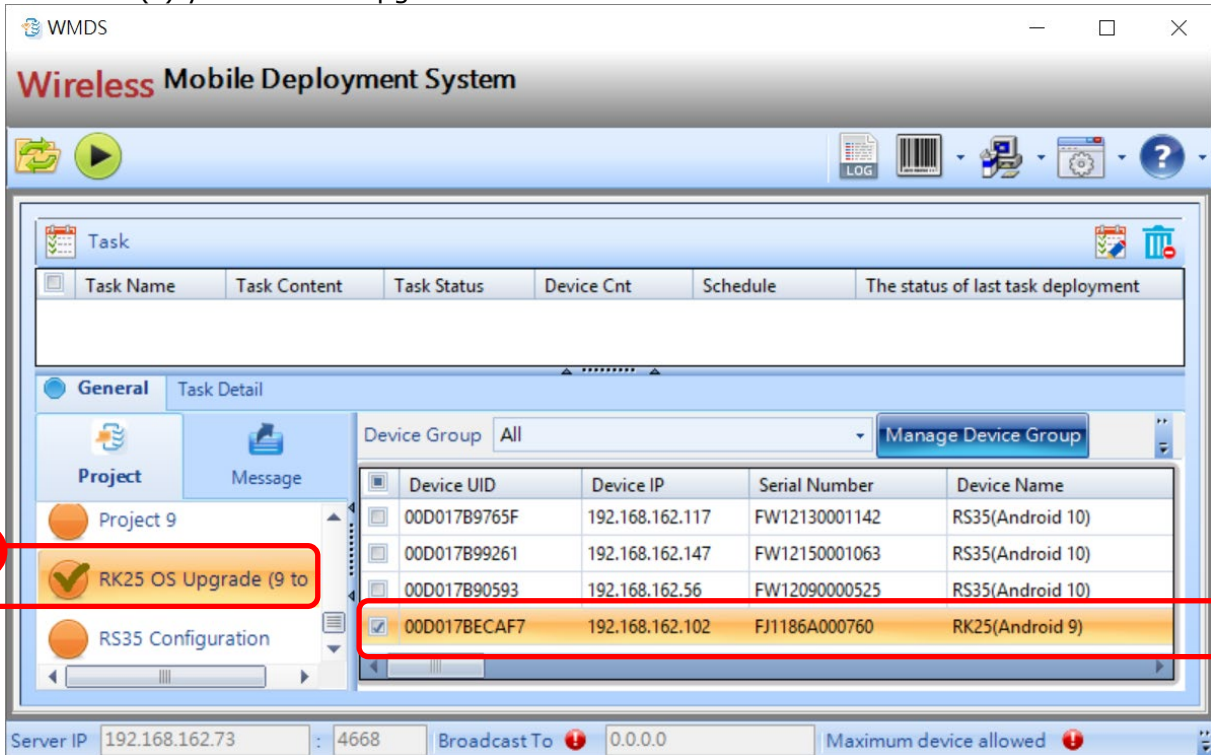 WMDS
Wireless Mobile Deployment System
LOG
?
Task
Task Name Task Content Task Status Device Cnt Schedule The status of last task deployment
General Task Detail
Project Message
Device Group All Manage Device Group
Device UID Device IP Serial Number Device Name
Project 9
00D017B9765F 192.168.162.117 FW12130001142 RS35(Android 10)
00D017B99261 192.168.162.147 FW12150001063 RS35(Android 10)
RK25 OS Upgrade (9 to
00D017B90593 192.168.162.56 FW12090000525 RS35(Android 10)
00D017BECAF7 192.168.162.102 FJ1186A000760 RK25(Android 9)
RS35 Configuration
Server IP 192.168.162.73 : 4668 Broadcast To 0.0.0.0 Maximum device allowed